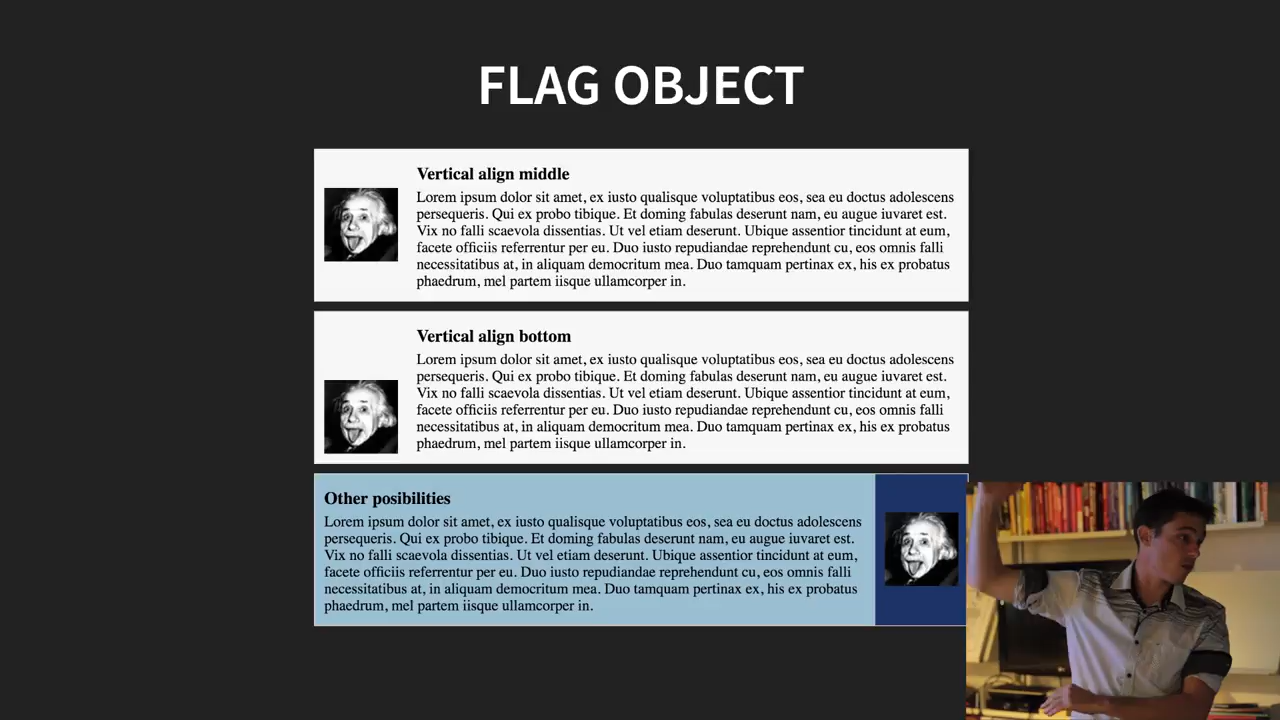 FLAG OBJECT
Vertical align middle
Lorem ipsum dolor sit amet, ex iusto qualisque voluptatibus eos, sea eu doctus adolescens
persequeris. Qui ex probo tibique. Et doming fabulas deserunt nam, eu augue iuvaret est.
Vix no falli scaevola dissentias. Ut vel etiam deserunt. Ubique assentior tincidunt at eum,
facete officiis referrentur per eu. Duo iusto repudiandae reprehendunt cu, eos omnis falli
necessitatibus at, in aliquam democritum mea. Duo tamquam pertinax ex, his ex probatus
phaedrum, mel partem iisque ullamcorper in.
Vertical align bottom
Lorem ipsum dolor sit amet, ex iusto qualisque voluptatibus eos, sea eu doctus adolescens
persequeris. Qui ex probo tibique. Et doming fabulas deserunt nam, eu augue iuvaret est.
Vix no falli scaevola dissentias. Ut vel etiam deserunt. Ubique assentior tincidunt at eum,
facete officiis referrentur per eu. Duo iusto repudiandae reprehendunt cu, eos omnis falli
necessitatibus at, in aliquam democritum mea. Duo tamquam pertinax ex, his ex probatus
phaedrum, mel partem iisque ullamcorper in.
Other posibilities
Lorem ipsum dolor sit amet, ex iusto qualisque voluptatibus eos, sea eu doctus adolescens
persequeris. Qui ex probo tibique. Et doming fabulas deserunt nam, eu augue iuvaret est.
Vix no falli scaevola dissentias. Ut vel etiam deserunt. Ubique assentior tincidunt at eum,
facete officiis referrentur per eu. Duo iusto repudiandae reprehendunt cu, eos omnis falli
necessitatibus at, in aliquam democritum mea. Duo tamquam pertinax ex, his ex probatus
phaedrum, mel partem iisque ullamcorper in.